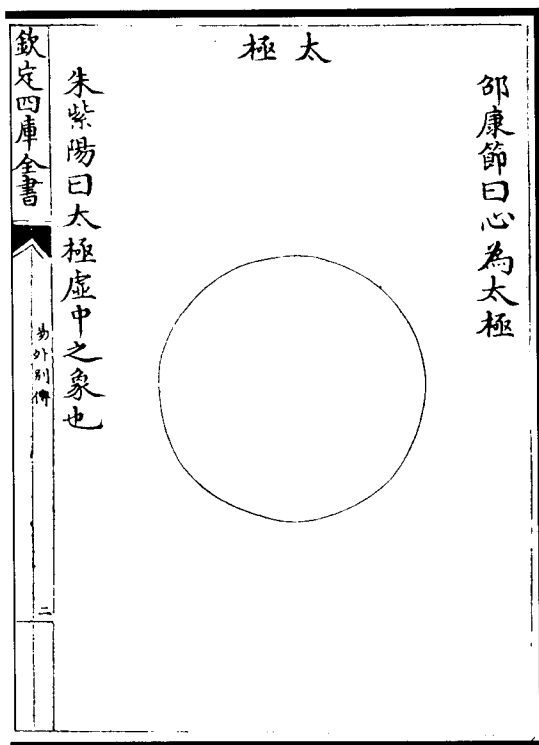 太極
邵康節曰心為太極
朱紫陽曰太極虛中之象也
欽定四庫全書
易外別傳
二